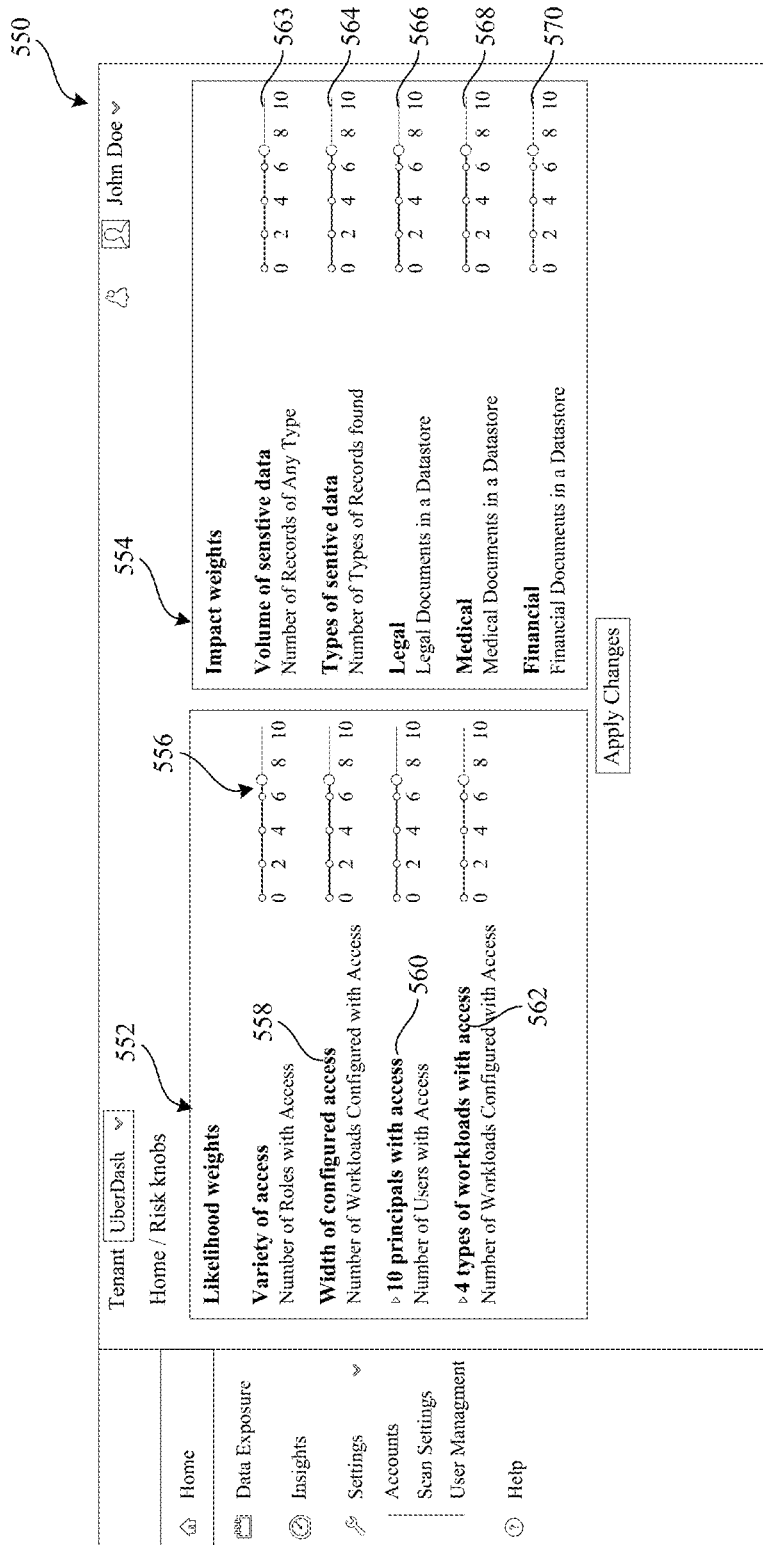 550
Tenant UberDash
John Doe
Home / Risk knobs
Home
Data Exposure
Insights
Settings
Accounts
Scan Settings
User Managment
Help
552
Likelihood weights
556
Variety of access
Number of Roles with Access
0 2 4 6 8 10
558
Width of configured access
Number of Workloads Configured with Access
0 2 4 6 8 10
10 principals with access
560
Number of Users with Access
0 2 4 6 8 10
4 types of workloads with access
562
Number of Workloads Configured with Access
0 2 4 6 8 10
554
Impact weights
Volume of senstive data
Number of Records of Any Type
0 2 4 6 8 10
563
Types of sentive data
Number of Types of Records found
0 2 4 6 8 10
564
Legal
Legal Documents in a Datastore
0 2 4 6 8 10
566
Medical
Medical Documents in a Datastore
0 2 4 6 8 10
568
Financial
Financial Documents in a Datastore
0 2 4 6 8 10
570
Apply Changes